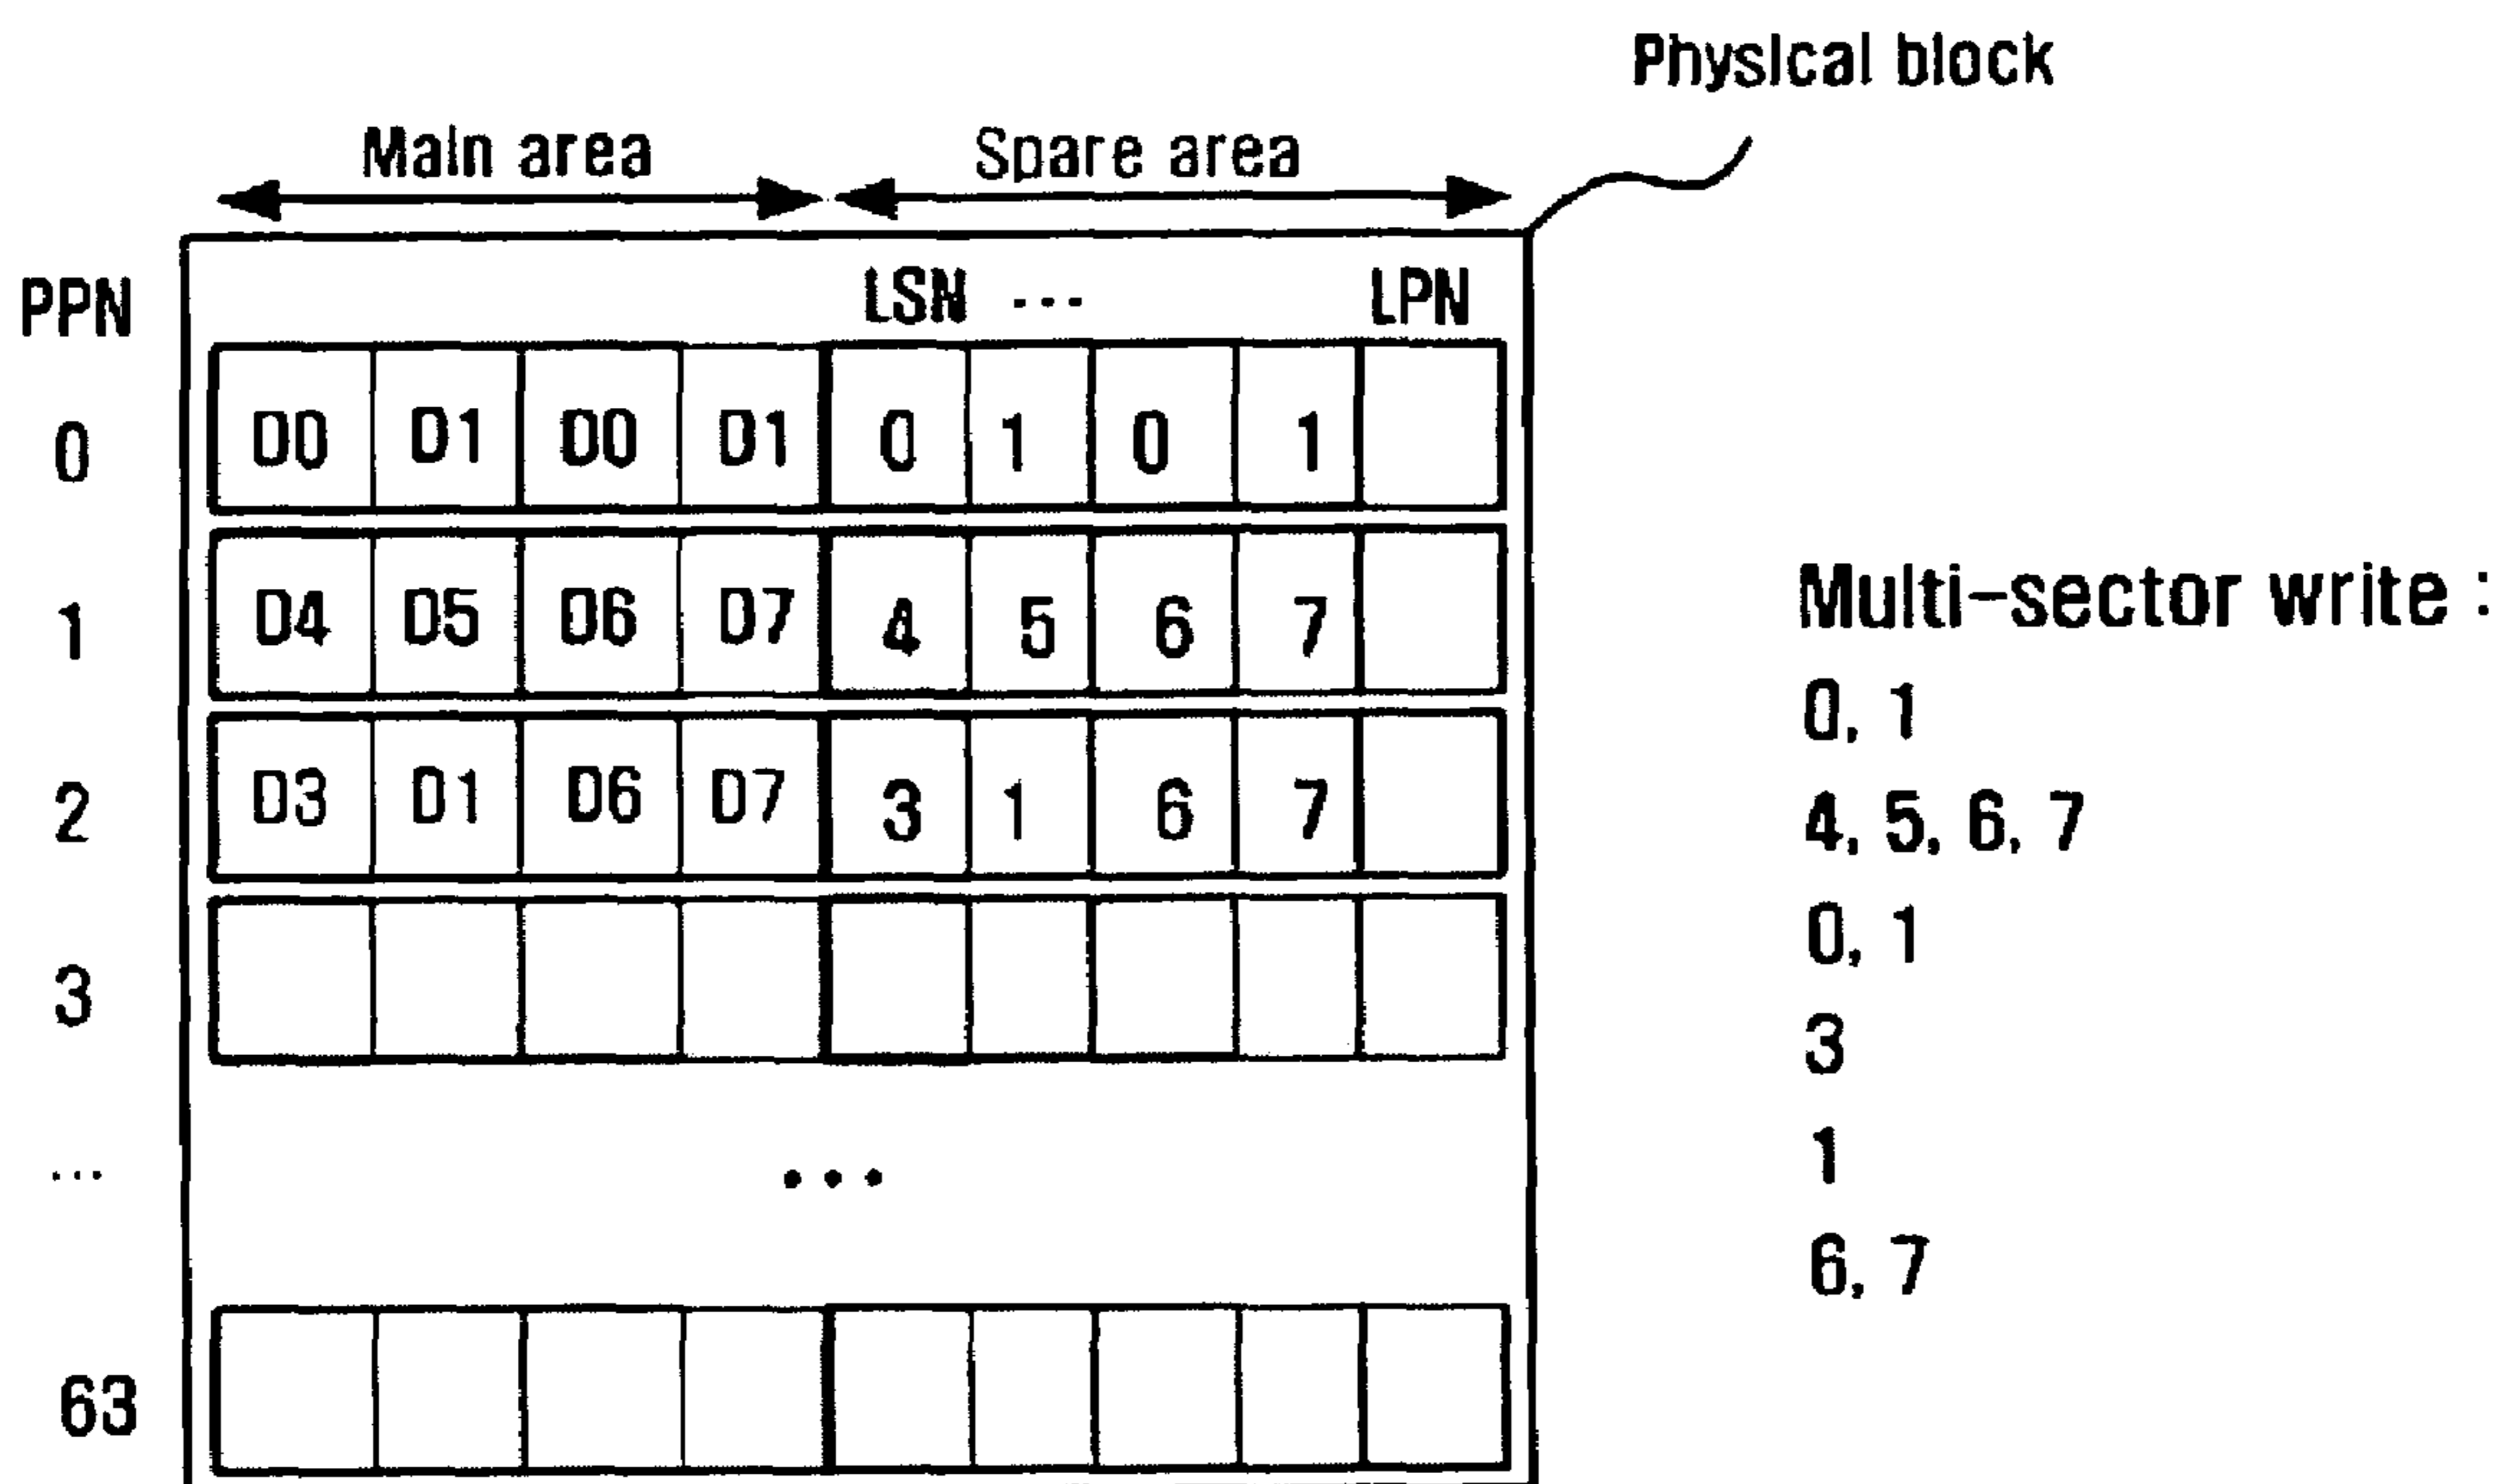 Physical block
Main area Spare area
PPN LSN ... LPN
0 D0 D1 D0 D1 0 1 0 1
1 D4 D5 D6 D7 4 5 6 7
2 D3 D1 D6 D7 3 1 6 7
3
...
...
63
Multi-sector write :
0, 1
4, 5, 6, 7
0, 1
3
1
6, 7